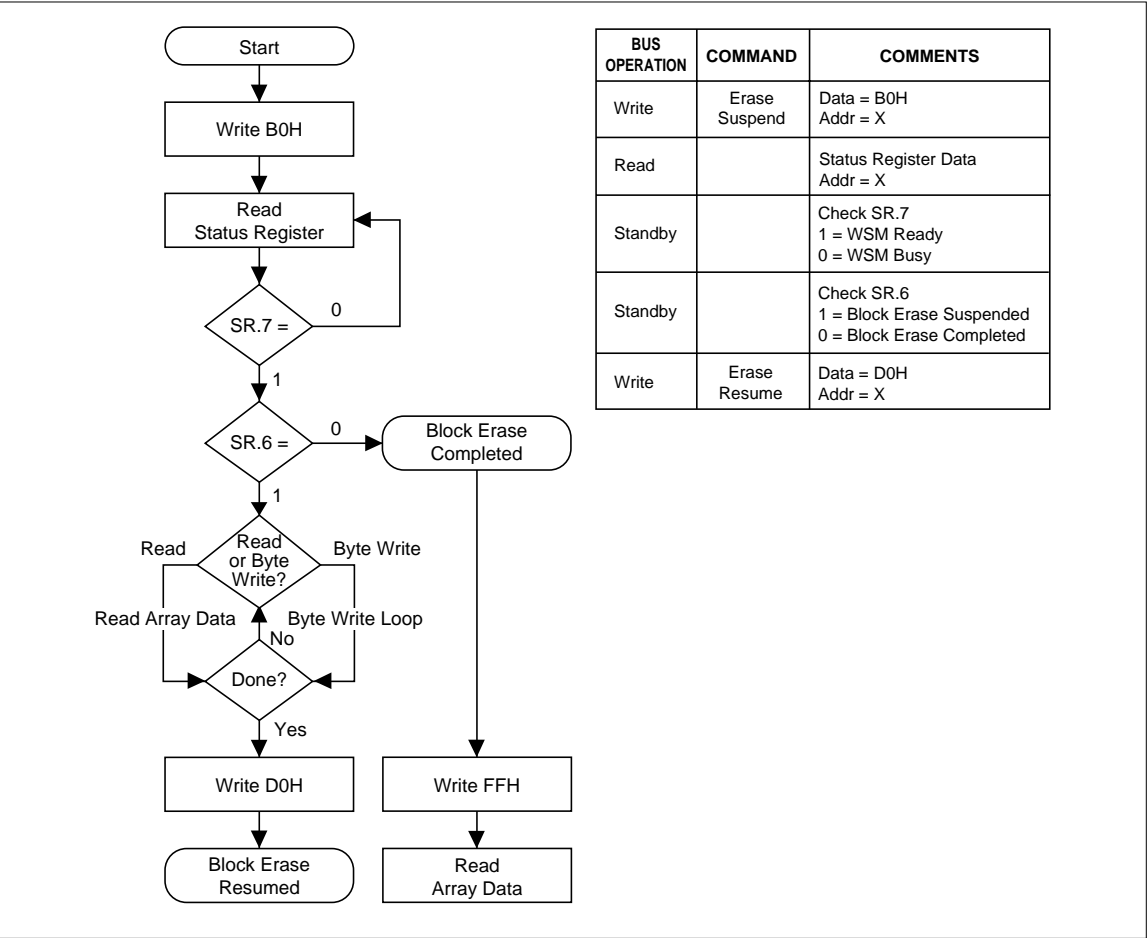 Start
Write B0H
Read
Status Register
SR.7 =
0
1
SR.6 =
0
Block Erase
Completed
1
Read
or Byte
Write?
Read
Byte Write
Read Array Data
Byte Write Loop
No
Done?
Yes
Write D0H
Write FFH
Block Erase
Resumed
Read
Array Data
BUS
OPERATION
COMMAND
COMMENTS
Write
Erase
Suspend
Data = B0H
Addr = X
Read
Status Register Data
Addr = X
Standby
Check SR.7
1 = WSM Ready
0 = WSM Busy
Standby
Check SR.6
1 = Block Erase Suspended
0 = Block Erase Completed
Write
Erase
Resume
Data = D0H
Addr = X